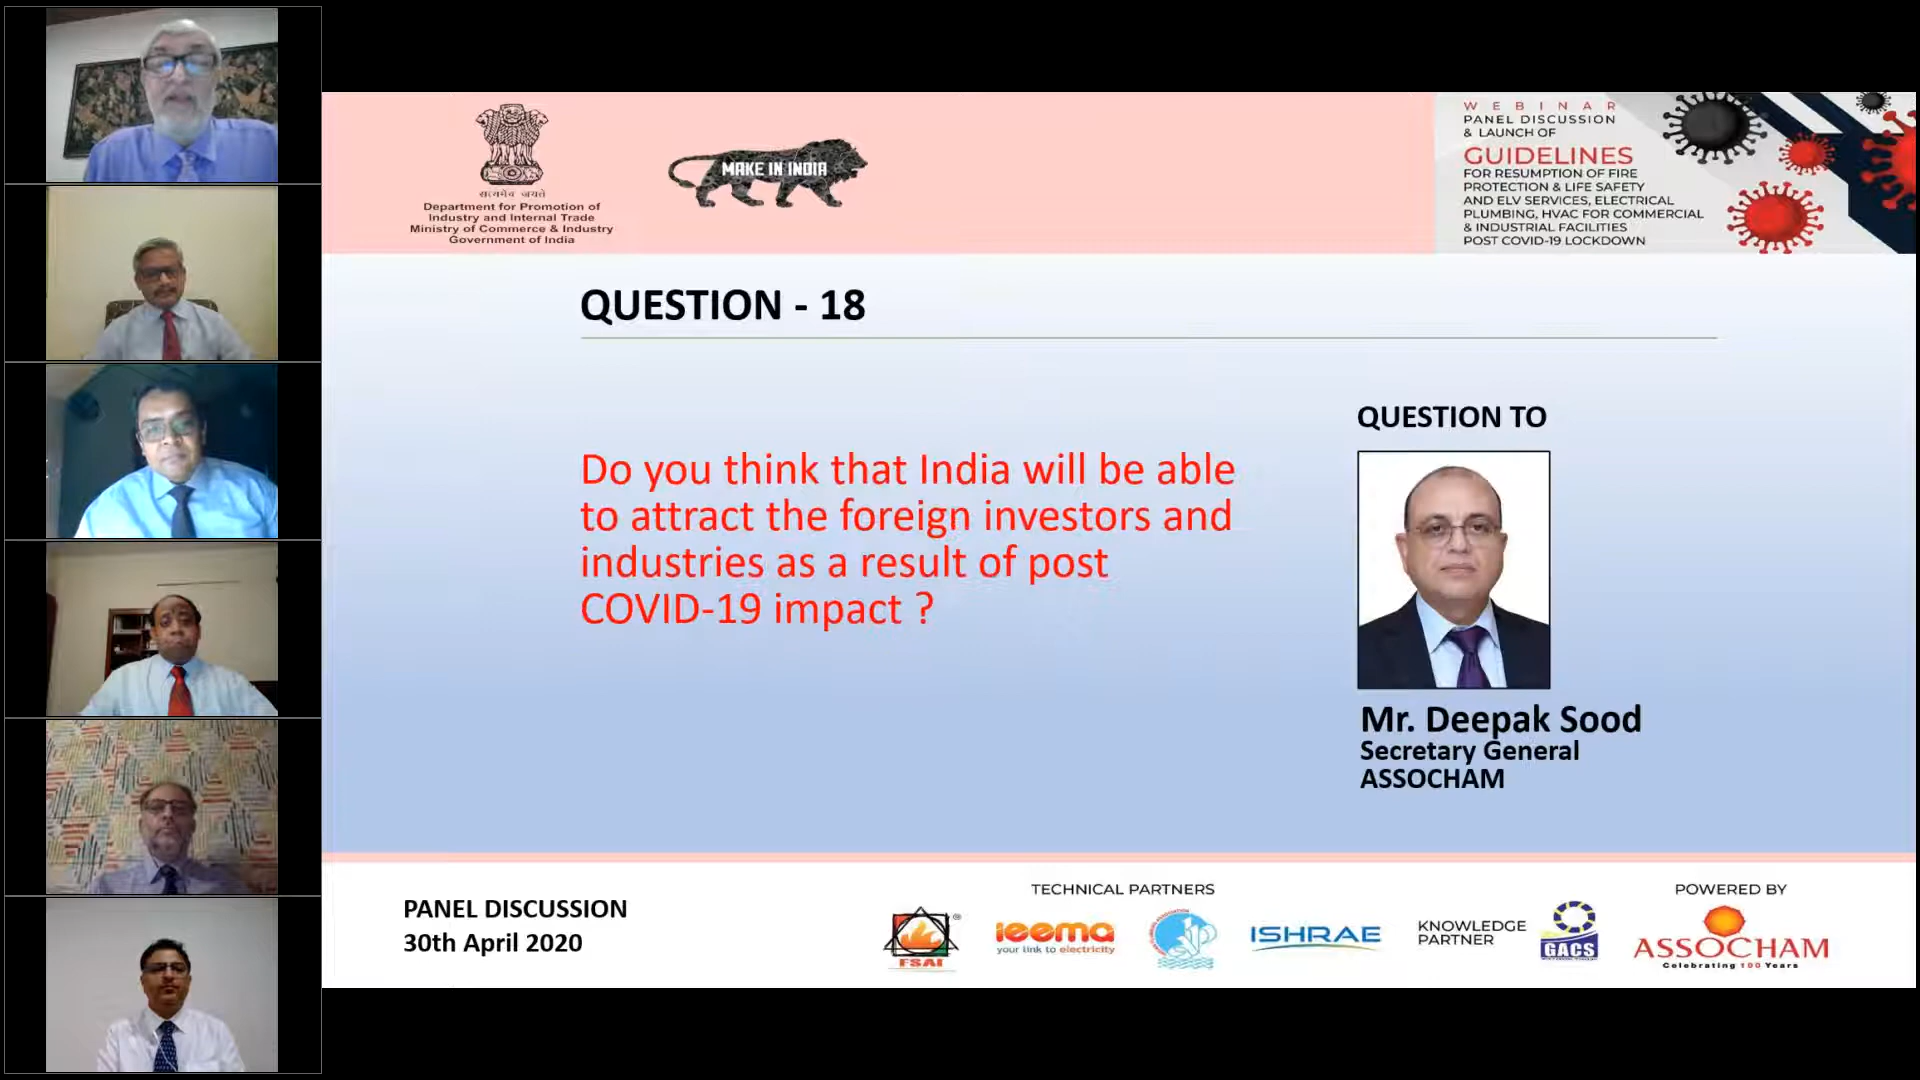 सत्यमेव जयते
Department for Promotion of
Industry and Internal Trade
Ministry of Commerce & Industry
Government of India
MAKE IN INDIA
WEBINAR
PANEL DISCUSSION
& LAUNCH OF
GUIDELINES
FOR RESUMPTION OF FIRE
PROTECTION & LIFE SAFETY
AND ELV SERVICES, ELECTRICAL
PLUMBING, HVAC FOR COMMERCIAL
& INDUSTRIAL FACILITIES
POST COVID-19 LOCKDOWN
QUESTION - 18
Do you think that India will be able
to attract the foreign investors and
industries as a result of post
COVID-19 impact ?
QUESTION TO
Mr. Deepak Sood
Secretary General
ASSOCHAM
PANEL DISCUSSION
30th April 2020
TECHNICAL PARTNERS
FSAI
®
ieema
your link to electricity
ISHRAE
KNOWLEDGE
PARTNER
GACS
POWERED BY
ASSOCHAM
Celebrating 100 Years